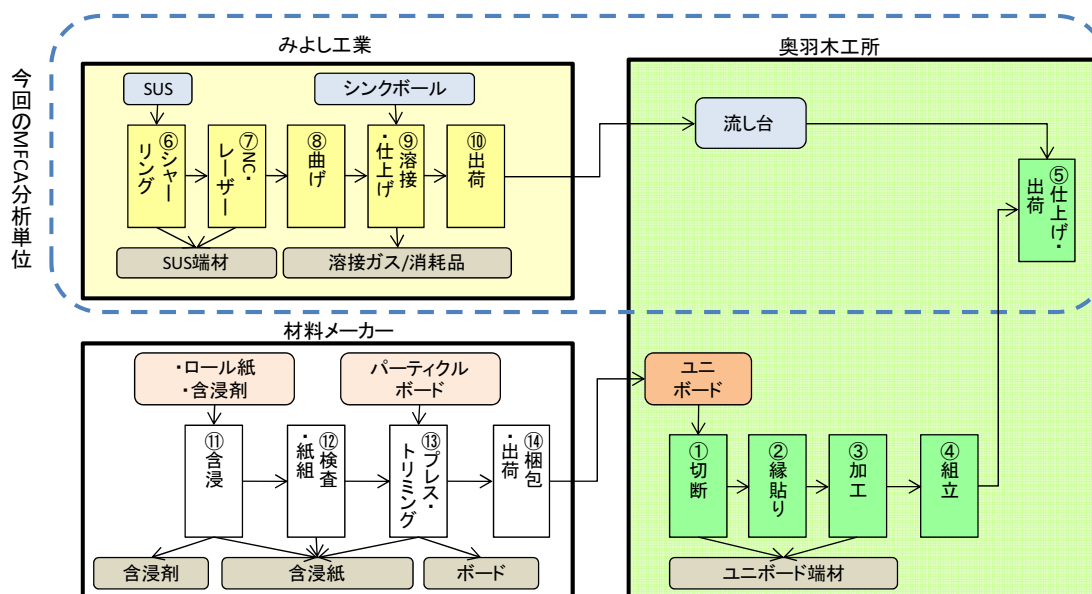 みよし工業
奥羽木工所
今回のMFCA分析単位
SUS
シンクボール
流し台
⑥シャー
リング
⑦NC・
レーザー
⑧曲げ
⑨溶接
・仕上げ
⑩出荷
⑤仕上げ・
出荷
SUS端材
溶接ガス/消耗品
材料メーカー
・ロール紙
・含浸剤
パーティクル
ボード
ユニ
ボード
⑪含浸
⑫検査
・紙組
⑬プレス・
トリミング
⑭梱包
・出荷
①切断
②縁貼り
③加工
④組立
含浸剤
含浸紙
ボード
ユニボード端材